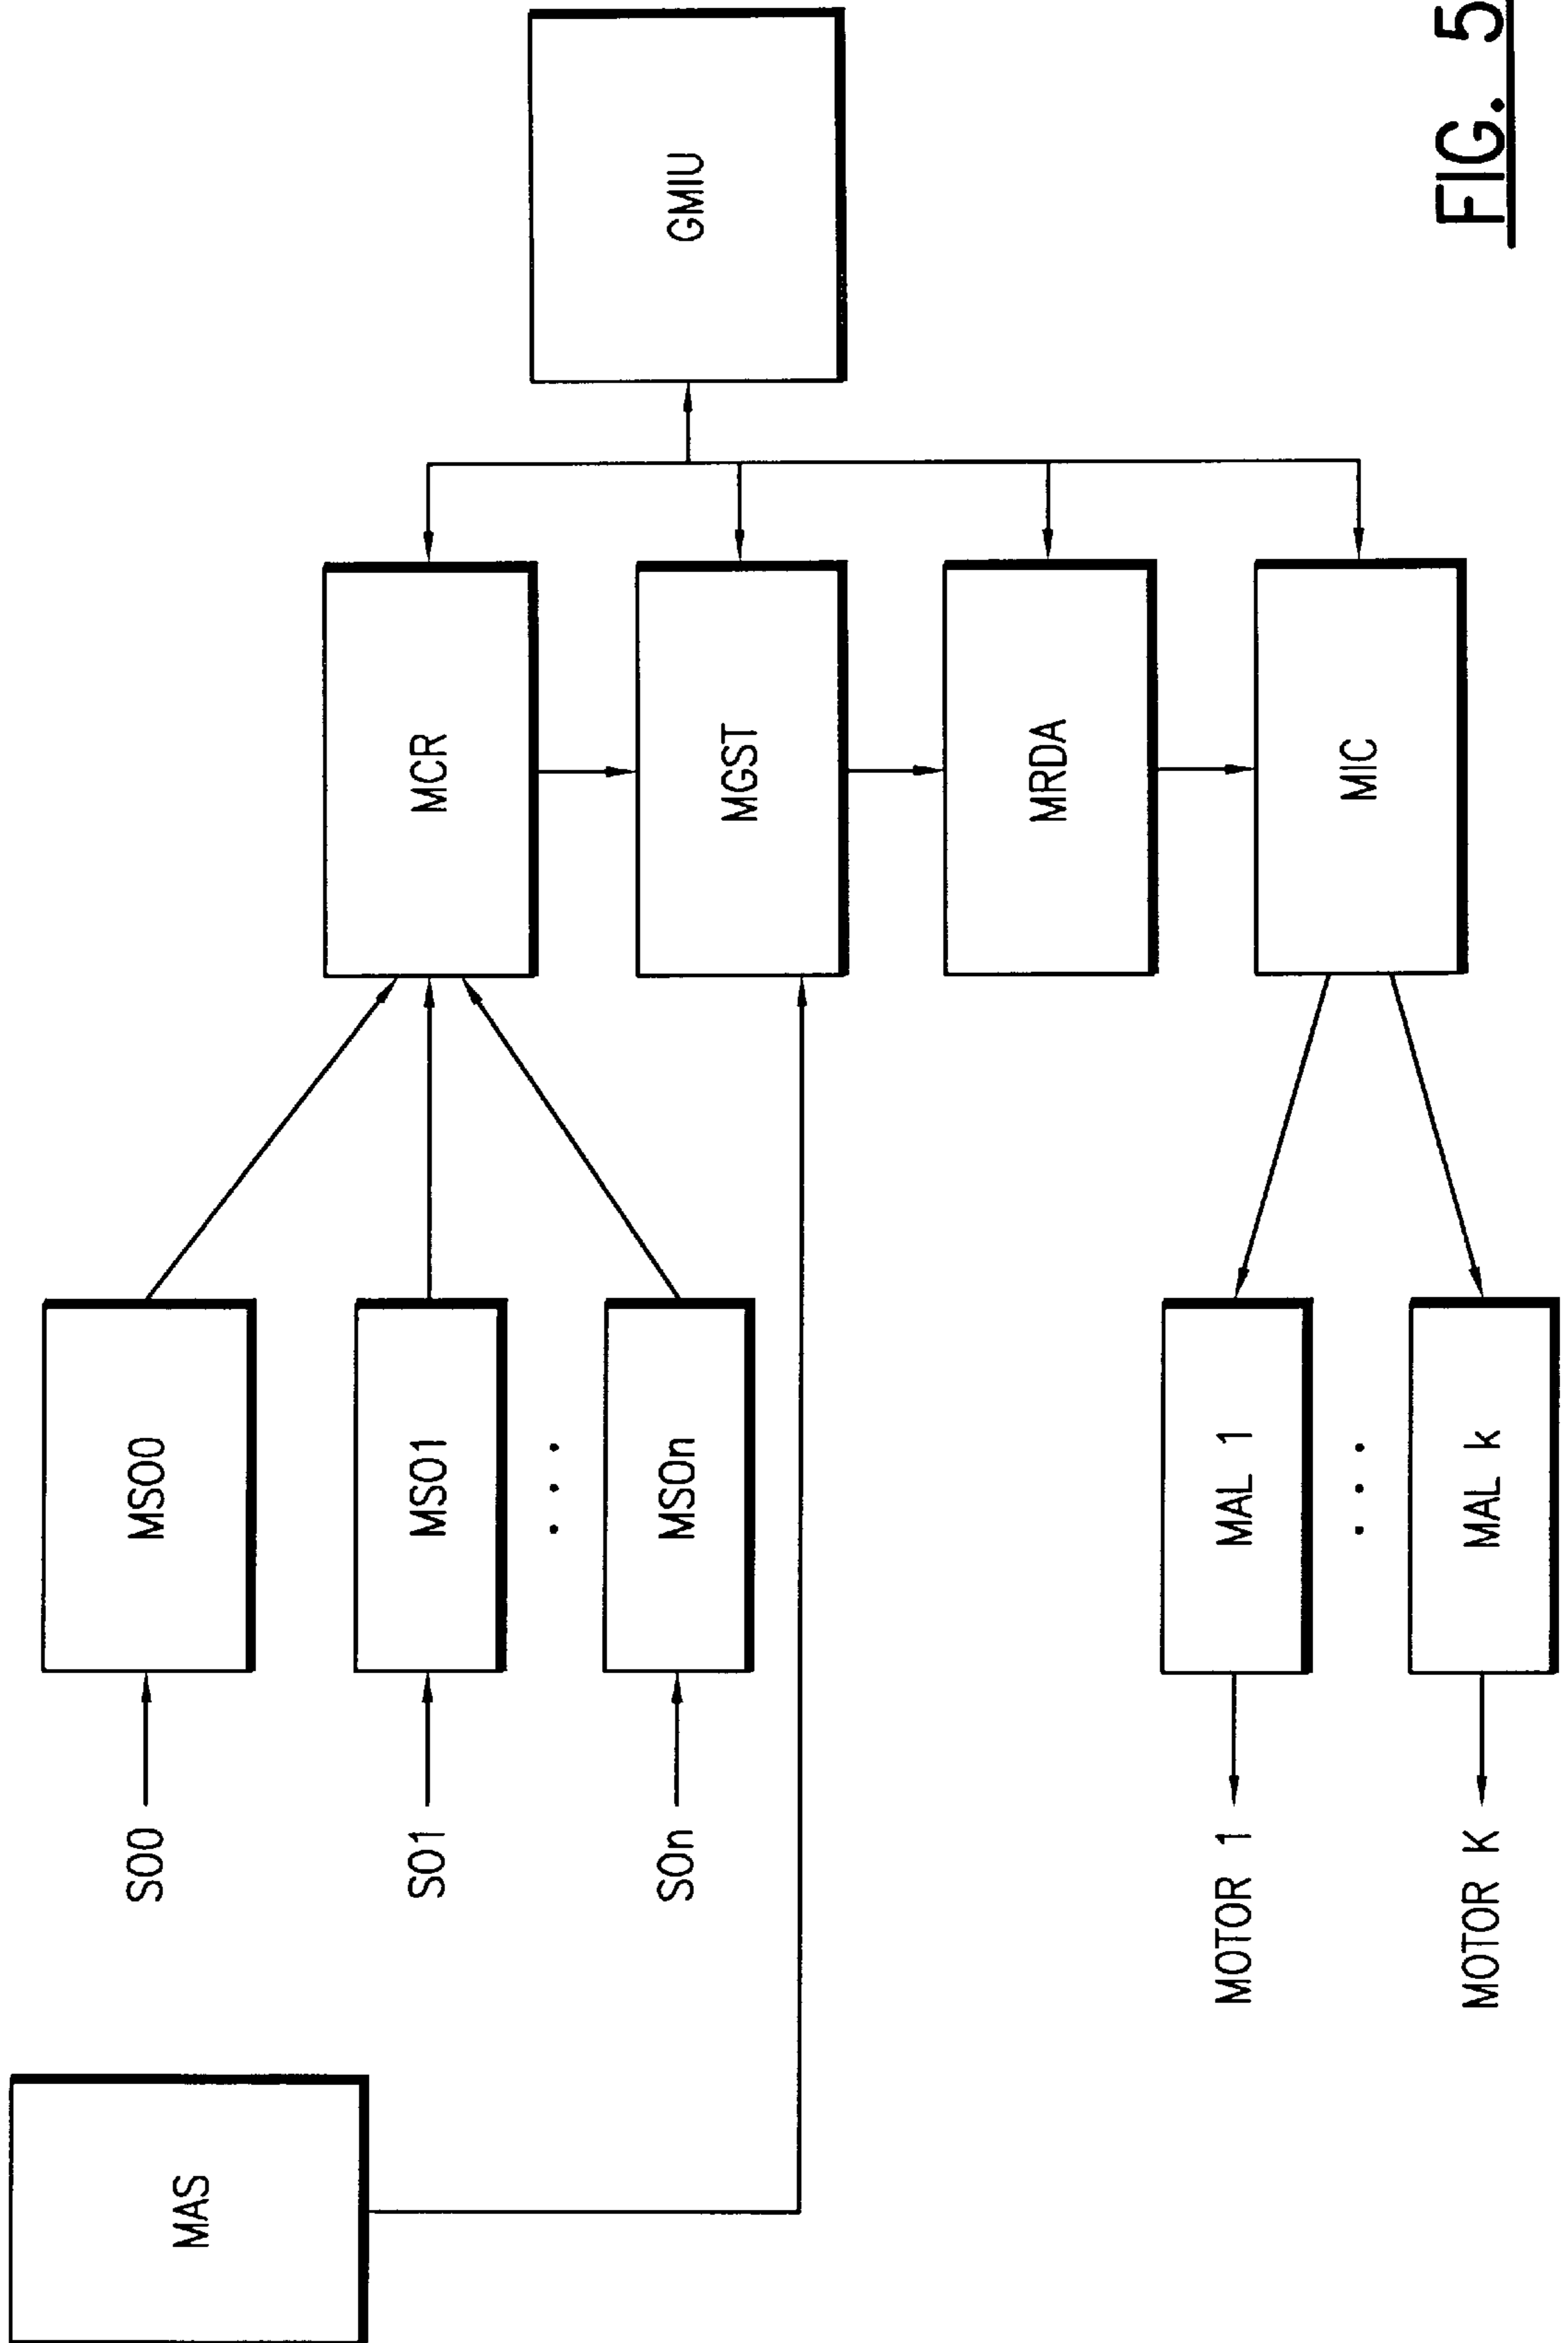 MAS
SO0
MSO0
SO1
MSO1
SOn
MSOn
MCR
MGST
MRDA
MIC
GMIU
MOTOR 1
MAL 1
MOTOR K
MAL k
FIG. 5